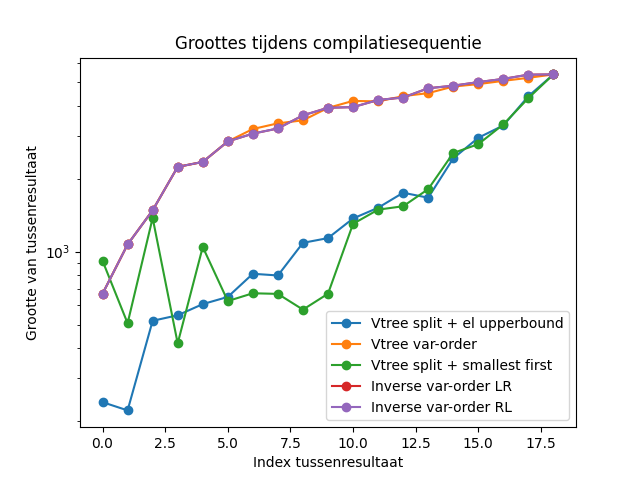 Groottes tijdens compilatiesequentie
Grootte van tussenresultaat
10³
0.0 2.5 5.0 7.5 10.0 12.5 15.0 17.5
Index tussenresultaat
Vtree split + el upperbound
Vtree var-order
Vtree split + smallest first
Inverse var-order LR
Inverse var-order RL